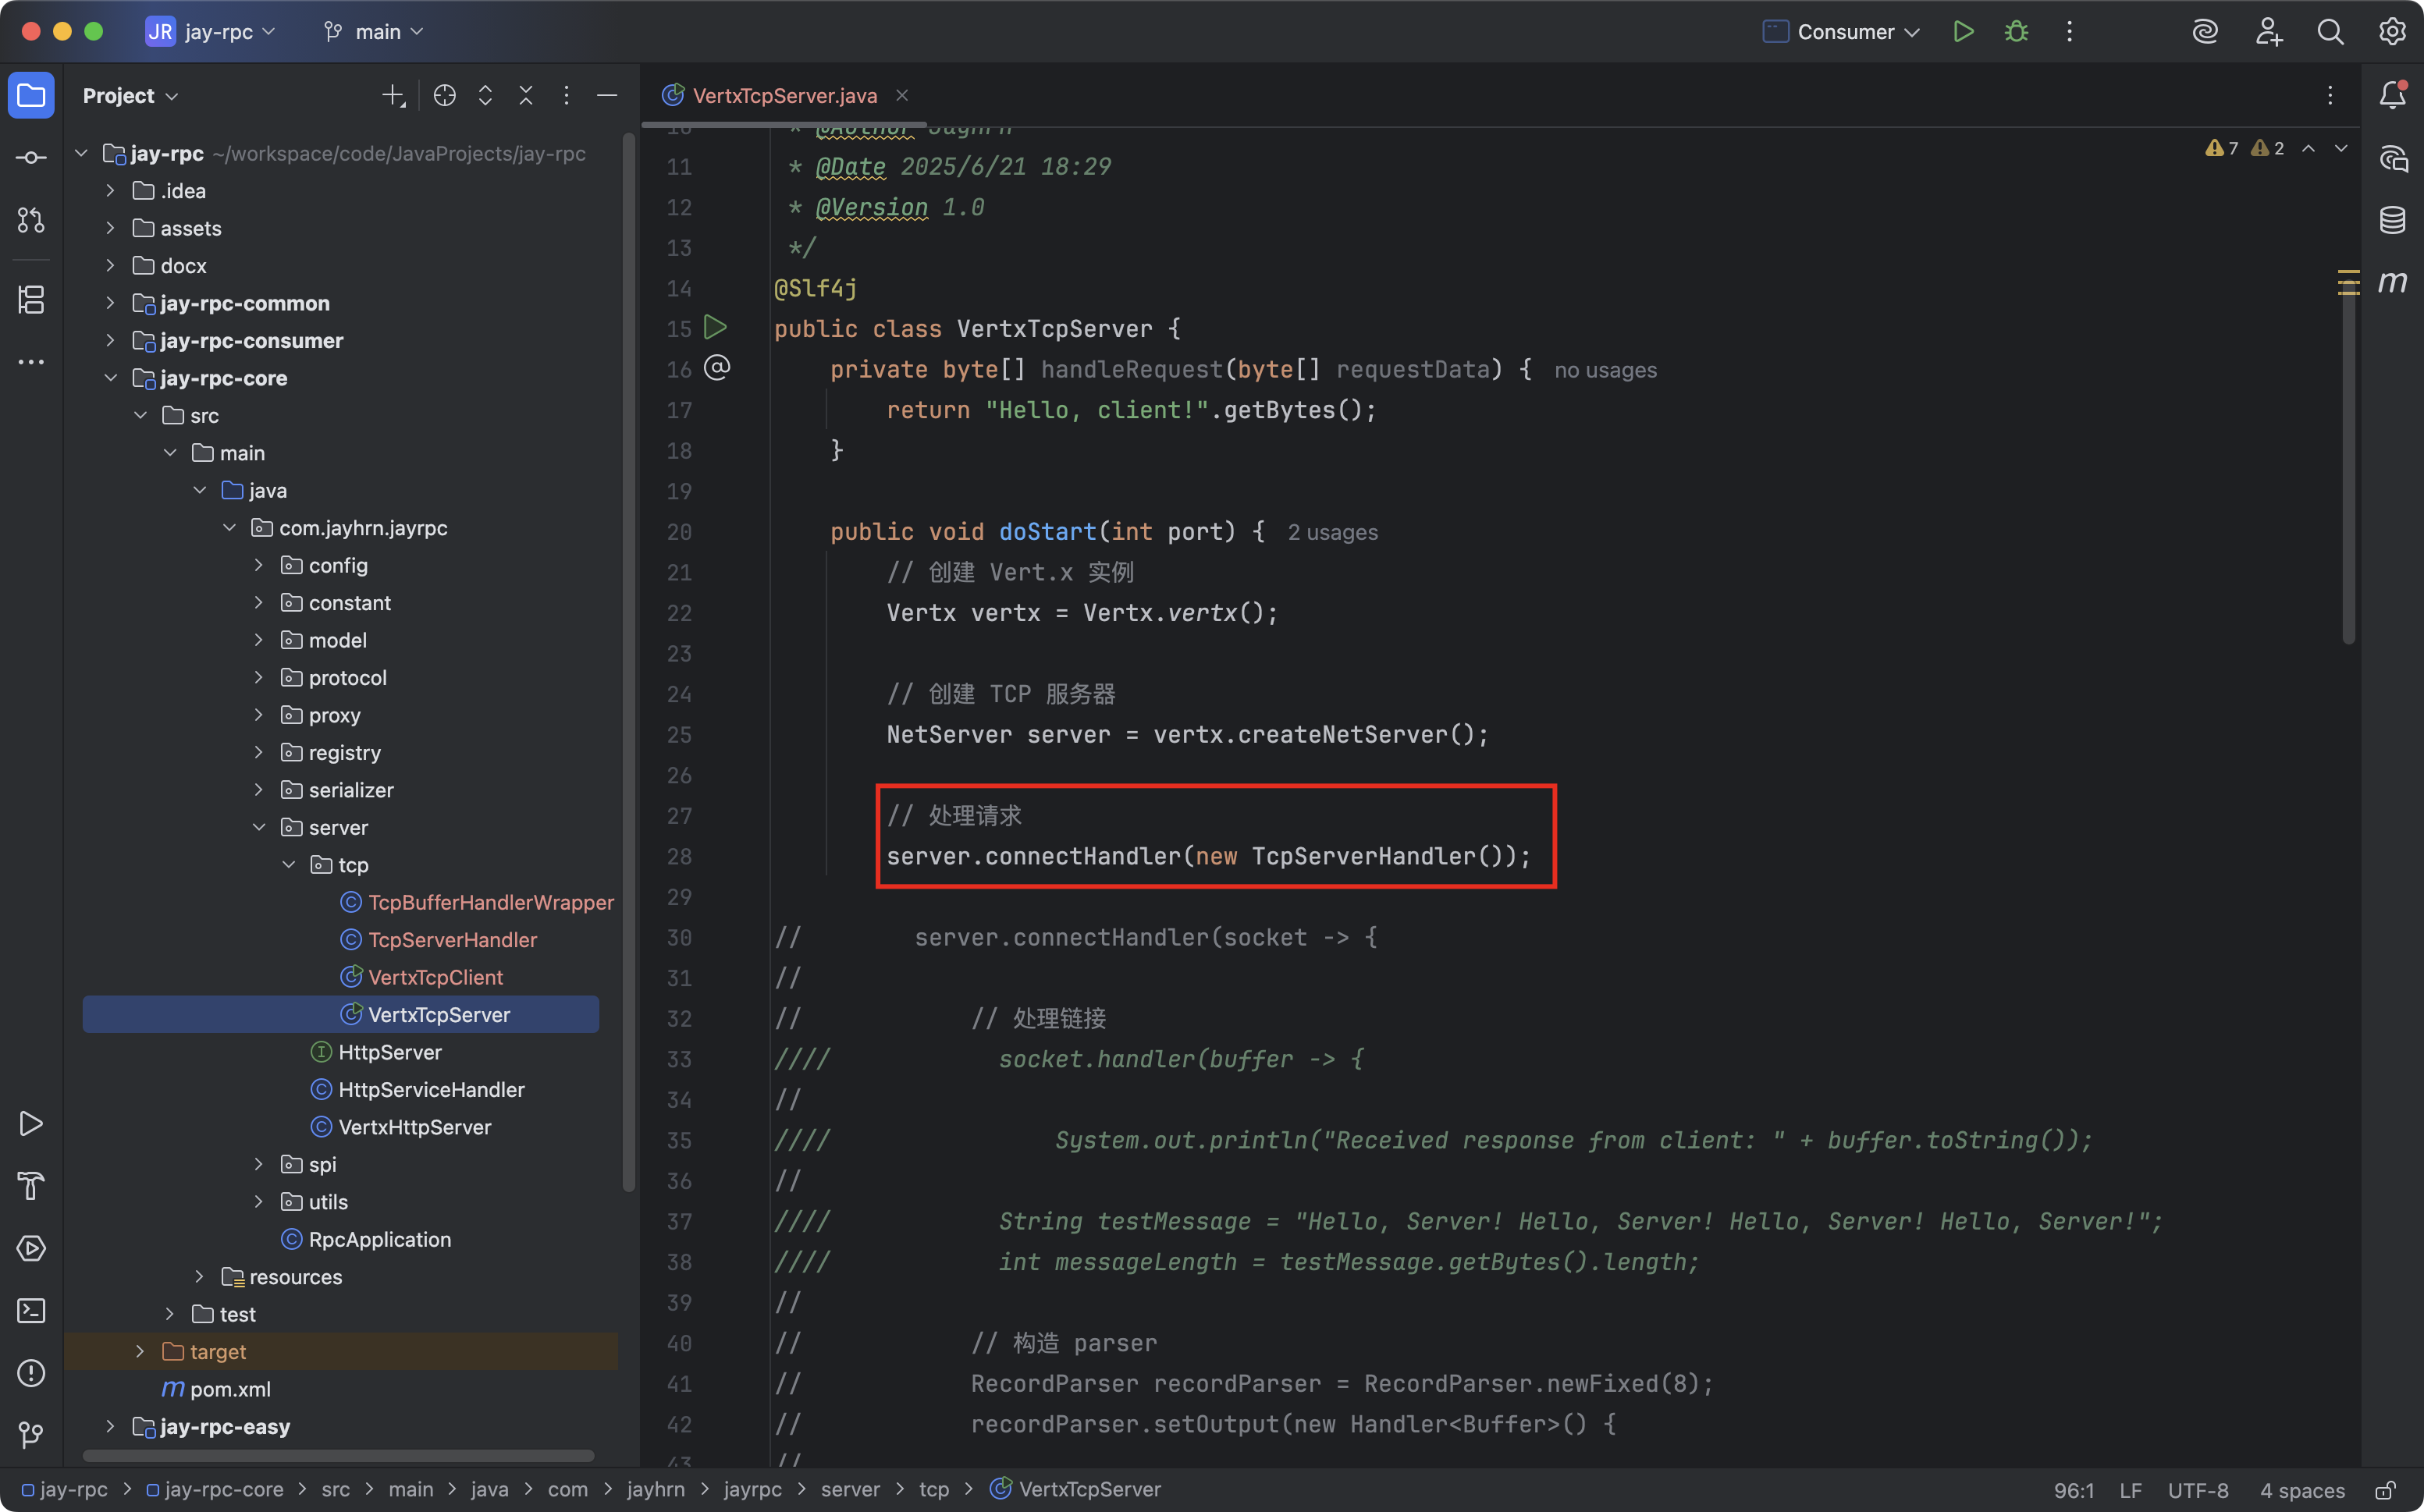 JR jay-rpc main Consumer
Project
VertxTcpServer.java
jay-rpc ~/workspace/code/JavaProjects/jay-rpc
.idea
assets
docx
jay-rpc-common
jay-rpc-consumer
jay-rpc-core
src
main
java
com.jayhrn.jayrpc
config
constant
model
protocol
proxy
registry
serializer
server
tcp
TcpBufferHandlerWrapper
TcpServerHandler
VertxTcpClient
VertxTcpServer
HttpServer
HttpServiceHandler
VertxHttpServer
spi
utils
RpcApplication
resources
test
target
pom.xml
jay-rpc-easy
7 2
10 * @Author Jayhrn
11 * @Date 2025/6/21 18:29
12 * @Version 1.0
13 */
14 @Slf4j
15 public class VertxTcpServer {
16 private byte[] handleRequest(byte[] requestData) { no usages
17 return "Hello, client!".getBytes();
18 }
19
20 public void doStart(int port) { 2 usages
21 // 创建 Vert.x 实例
22 Vertx vertx = Vertx.vertx();
23
24 // 创建 TCP 服务器
25 NetServer server = vertx.createNetServer();
26
27 // 处理请求
28 server.connectHandler(new TcpServerHandler());
29
30 // server.connectHandler(socket -> {
31 //
32 // // 处理链接
33 //// socket.handler(buffer -> {
34 //
35 //// System.out.println("Received response from client: " + buffer.toString());
36 //
37 //// String testMessage = "Hello, Server! Hello, Server! Hello, Server! Hello, Server!";
38 //// int messageLength = testMessage.getBytes().length;
39 //
40 // // 构造 parser
41 // RecordParser recordParser = RecordParser.newFixed(8);
42 // recordParser.setOutput(new Handler<Buffer>() {
43 //
jay-rpc > jay-rpc-core > src > main > java > com > jayhrn > jayrpc > server > tcp > VertxTcpServer
96:1 LF UTF-8 4 spaces